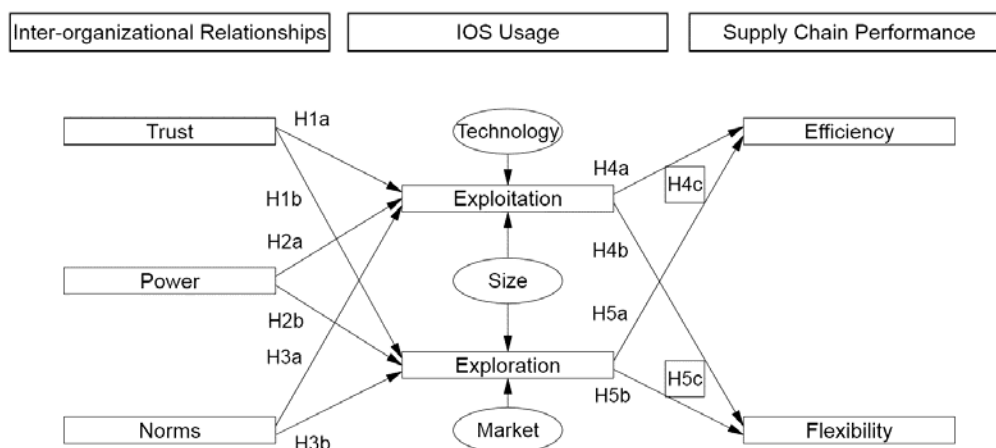 Inter-organizational Relationships
IOS Usage
Supply Chain Performance
H1a
Trust
Technology
Efficiency
H4a
H4c
H1b
Exploitation
H2a
H4b
Power
Size
H2b
H5a
H3a
Exploration
H5c
H5b
Norms
Market
Flexibility
H3b